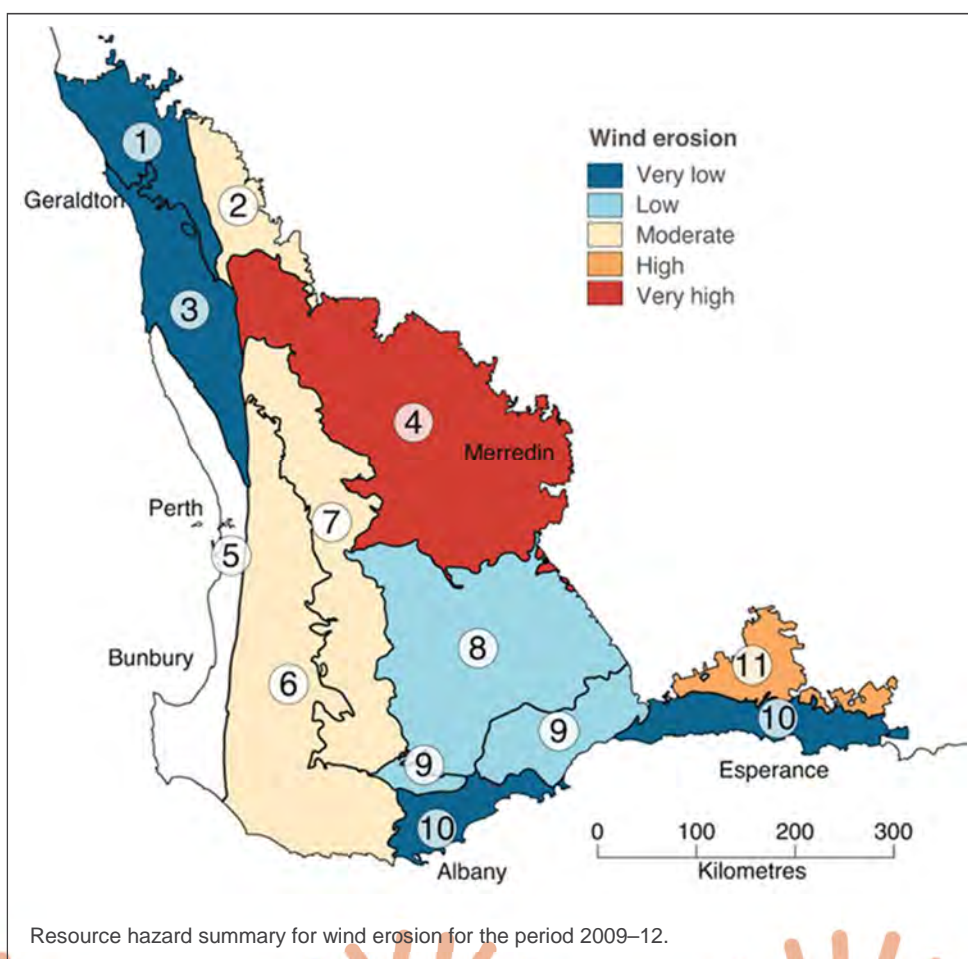 1
Geraldton
2
3
Wind erosion
Very low
Low
Moderate
High
Very high
4
Merredin
Perth
7
5
Bunbury
8
6
11
10
9
9
Esperance
10
0 100 200 300
Kilometres
Albany
Resource hazard summary for wind erosion for the period 2009–12.